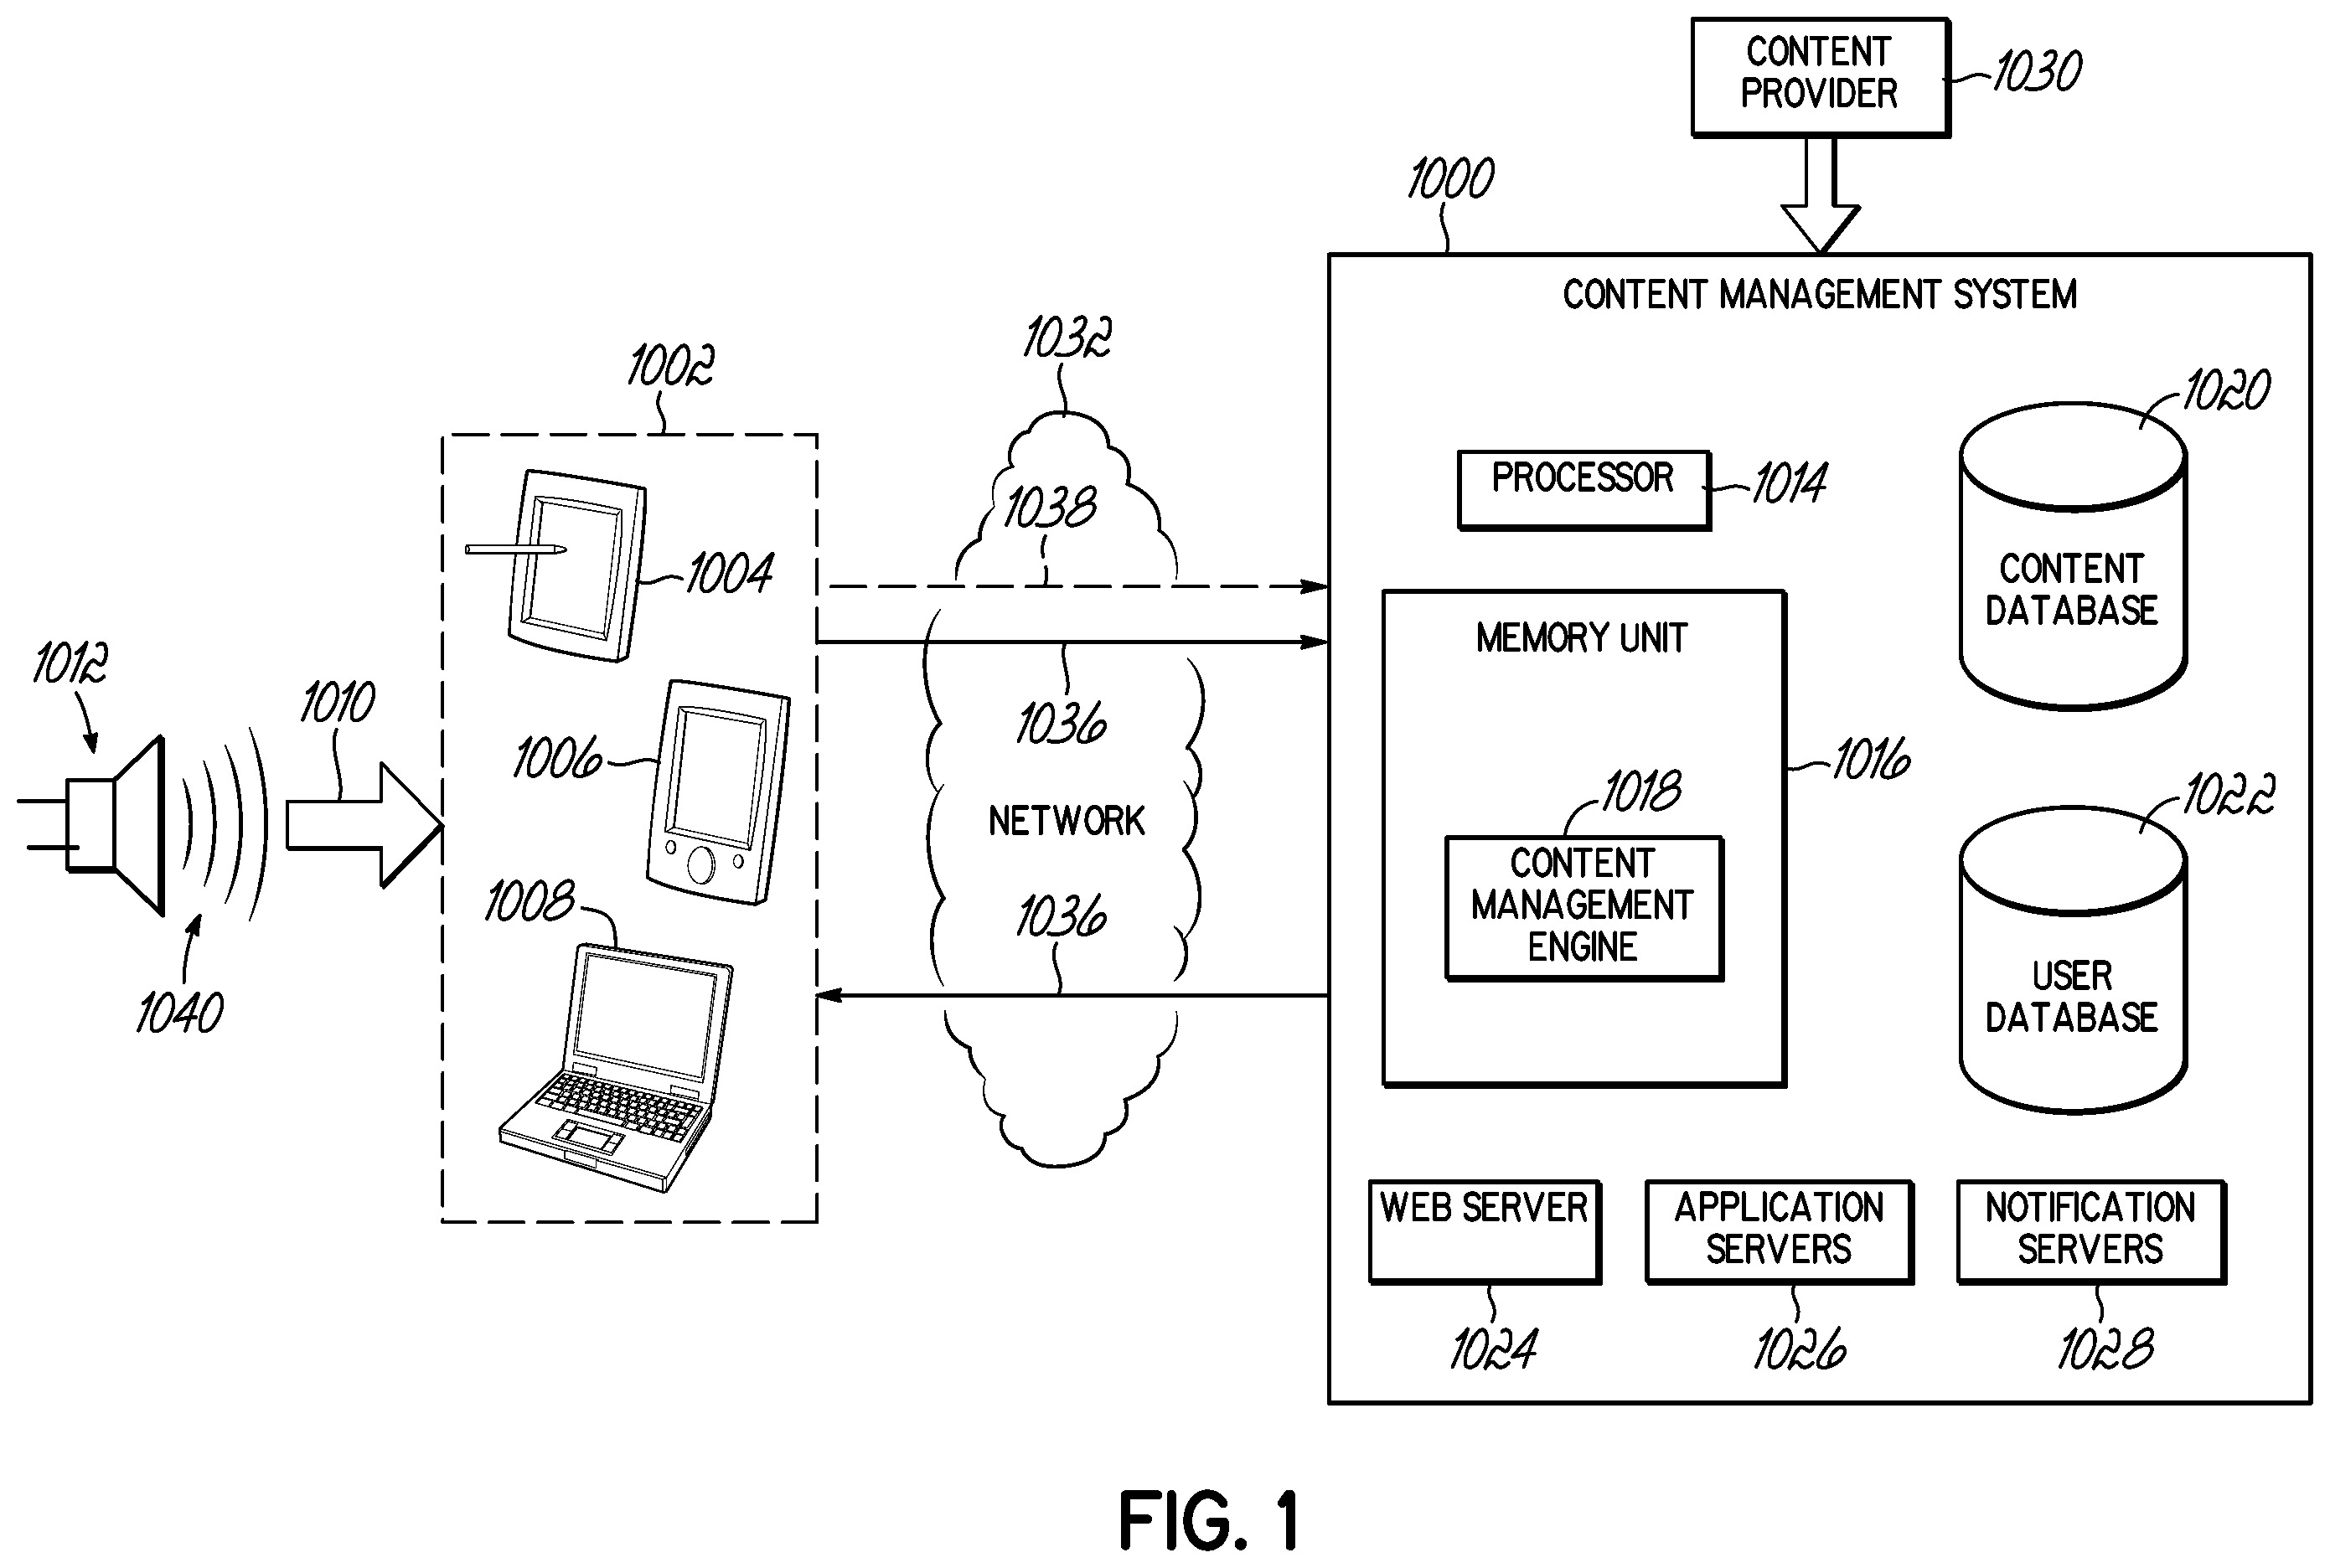 CONTENT
PROVIDER
1030
1000
CONTENT MANAGEMENT SYSTEM
1032
1002
1020
PROCESSOR
1014
1038
1004
CONTENT
DATABASE
MEMORY UNIT
1012
1010
1036
1006
1016
1018
1022
NETWORK
CONTENT
MANAGEMENT
ENGINE
1008
1036
1040
USER
DATABASE
WEB SERVER
APPLICATION
SERVERS
NOTIFICATION
SERVERS
1024
1026
1028
FIG. 1